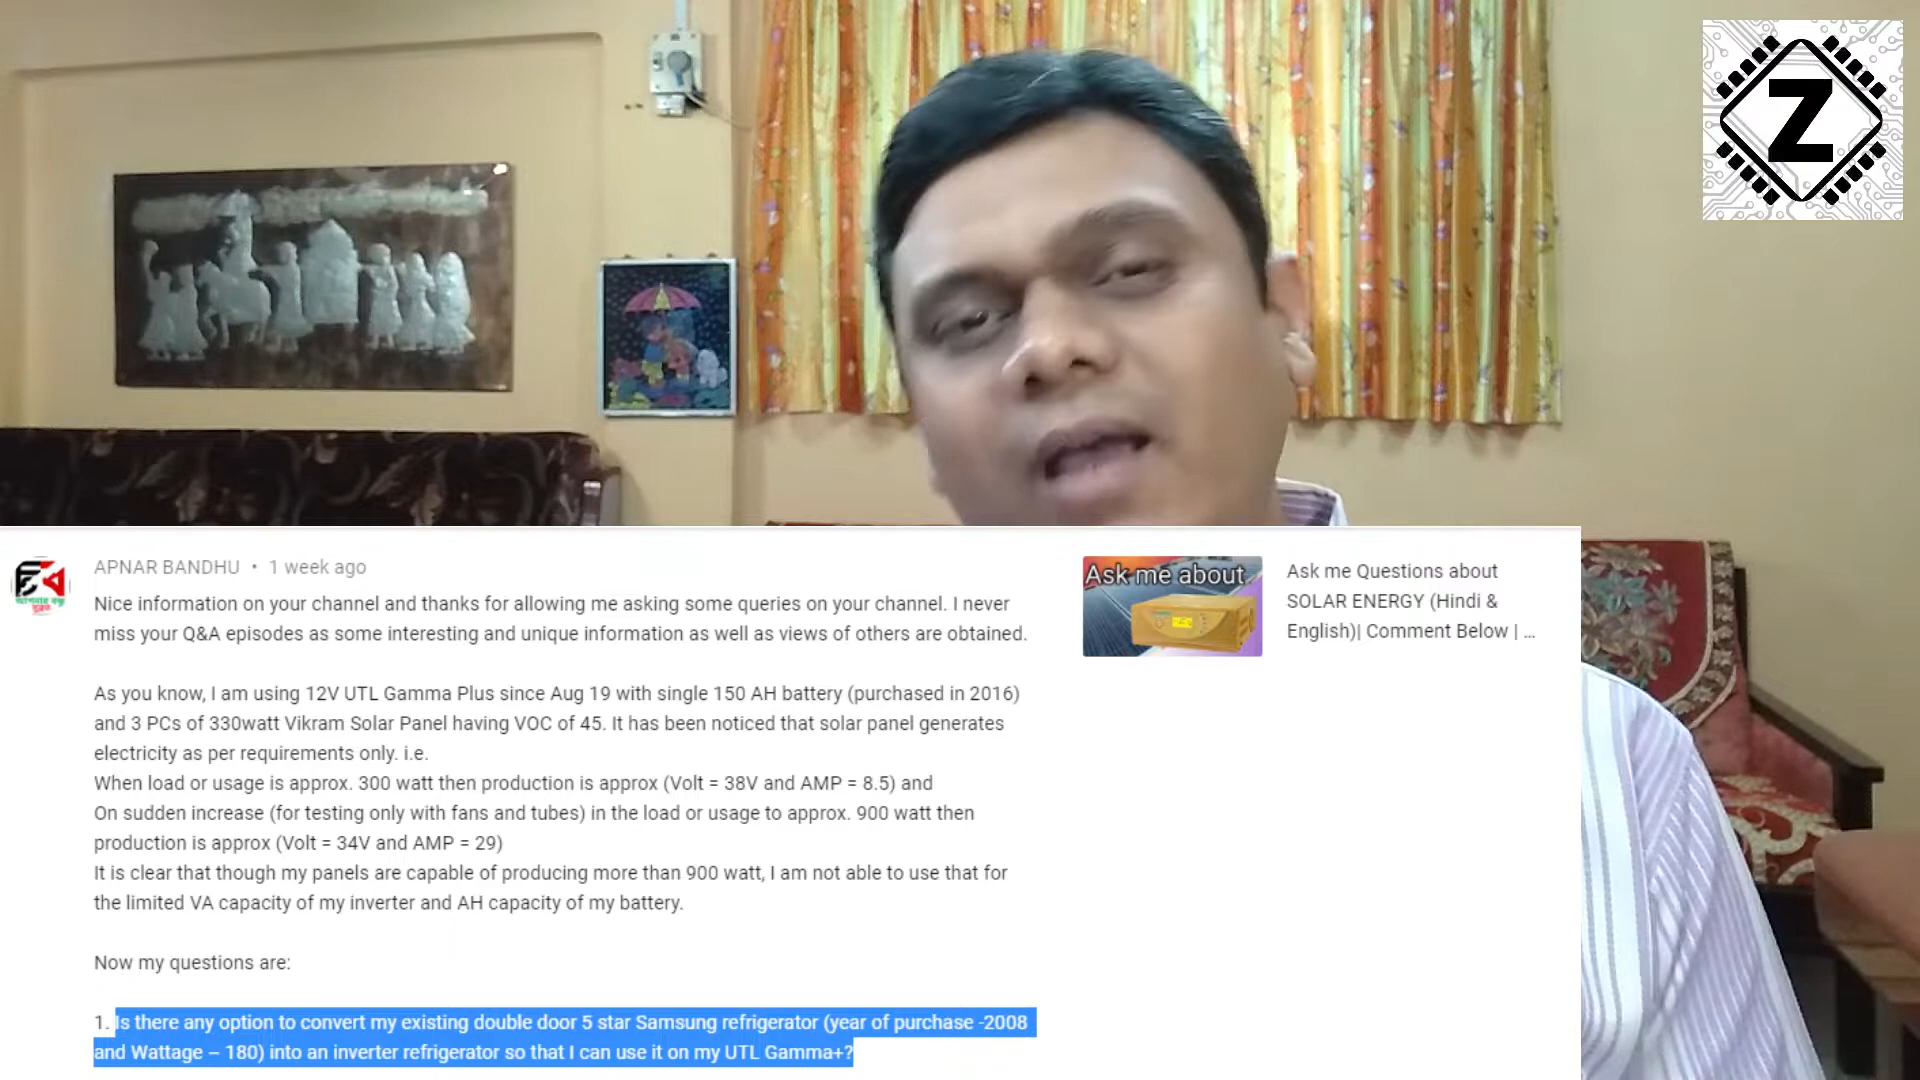 Z
APNAR BANDHU • 1 week ago
Nice information on your channel and thanks for allowing me asking some queries on your channel. I never
miss your Q&A episodes as some interesting and unique information as well as views of others are obtained.
As you know, I am using 12V UTL Gamma Plus since Aug 19 with single 150 AH battery (purchased in 2016)
and 3 PCs of 330watt Vikram Solar Panel having VOC of 45. It has been noticed that solar panel generates
electricity as per requirements only. i.e.
When load or usage is approx. 300 watt then production is approx (Volt = 38V and AMP = 8.5) and
On sudden increase (for testing only with fans and tubes) in the load or usage to approx. 900 watt then
production is approx (Volt = 34V and AMP = 29)
It is clear that though my panels are capable of producing more than 900 watt, I am not able to use that for
the limited VA capacity of my inverter and AH capacity of my battery.
Now my questions are:
1. Is there any option to convert my existing double door 5 star Samsung refrigerator (year of purchase -2008
and Wattage – 180) into an inverter refrigerator so that I can use it on my UTL Gamma+?
Ask me about
Ask me Questions about
SOLAR ENERGY (Hindi &
English)| Comment Below | ...